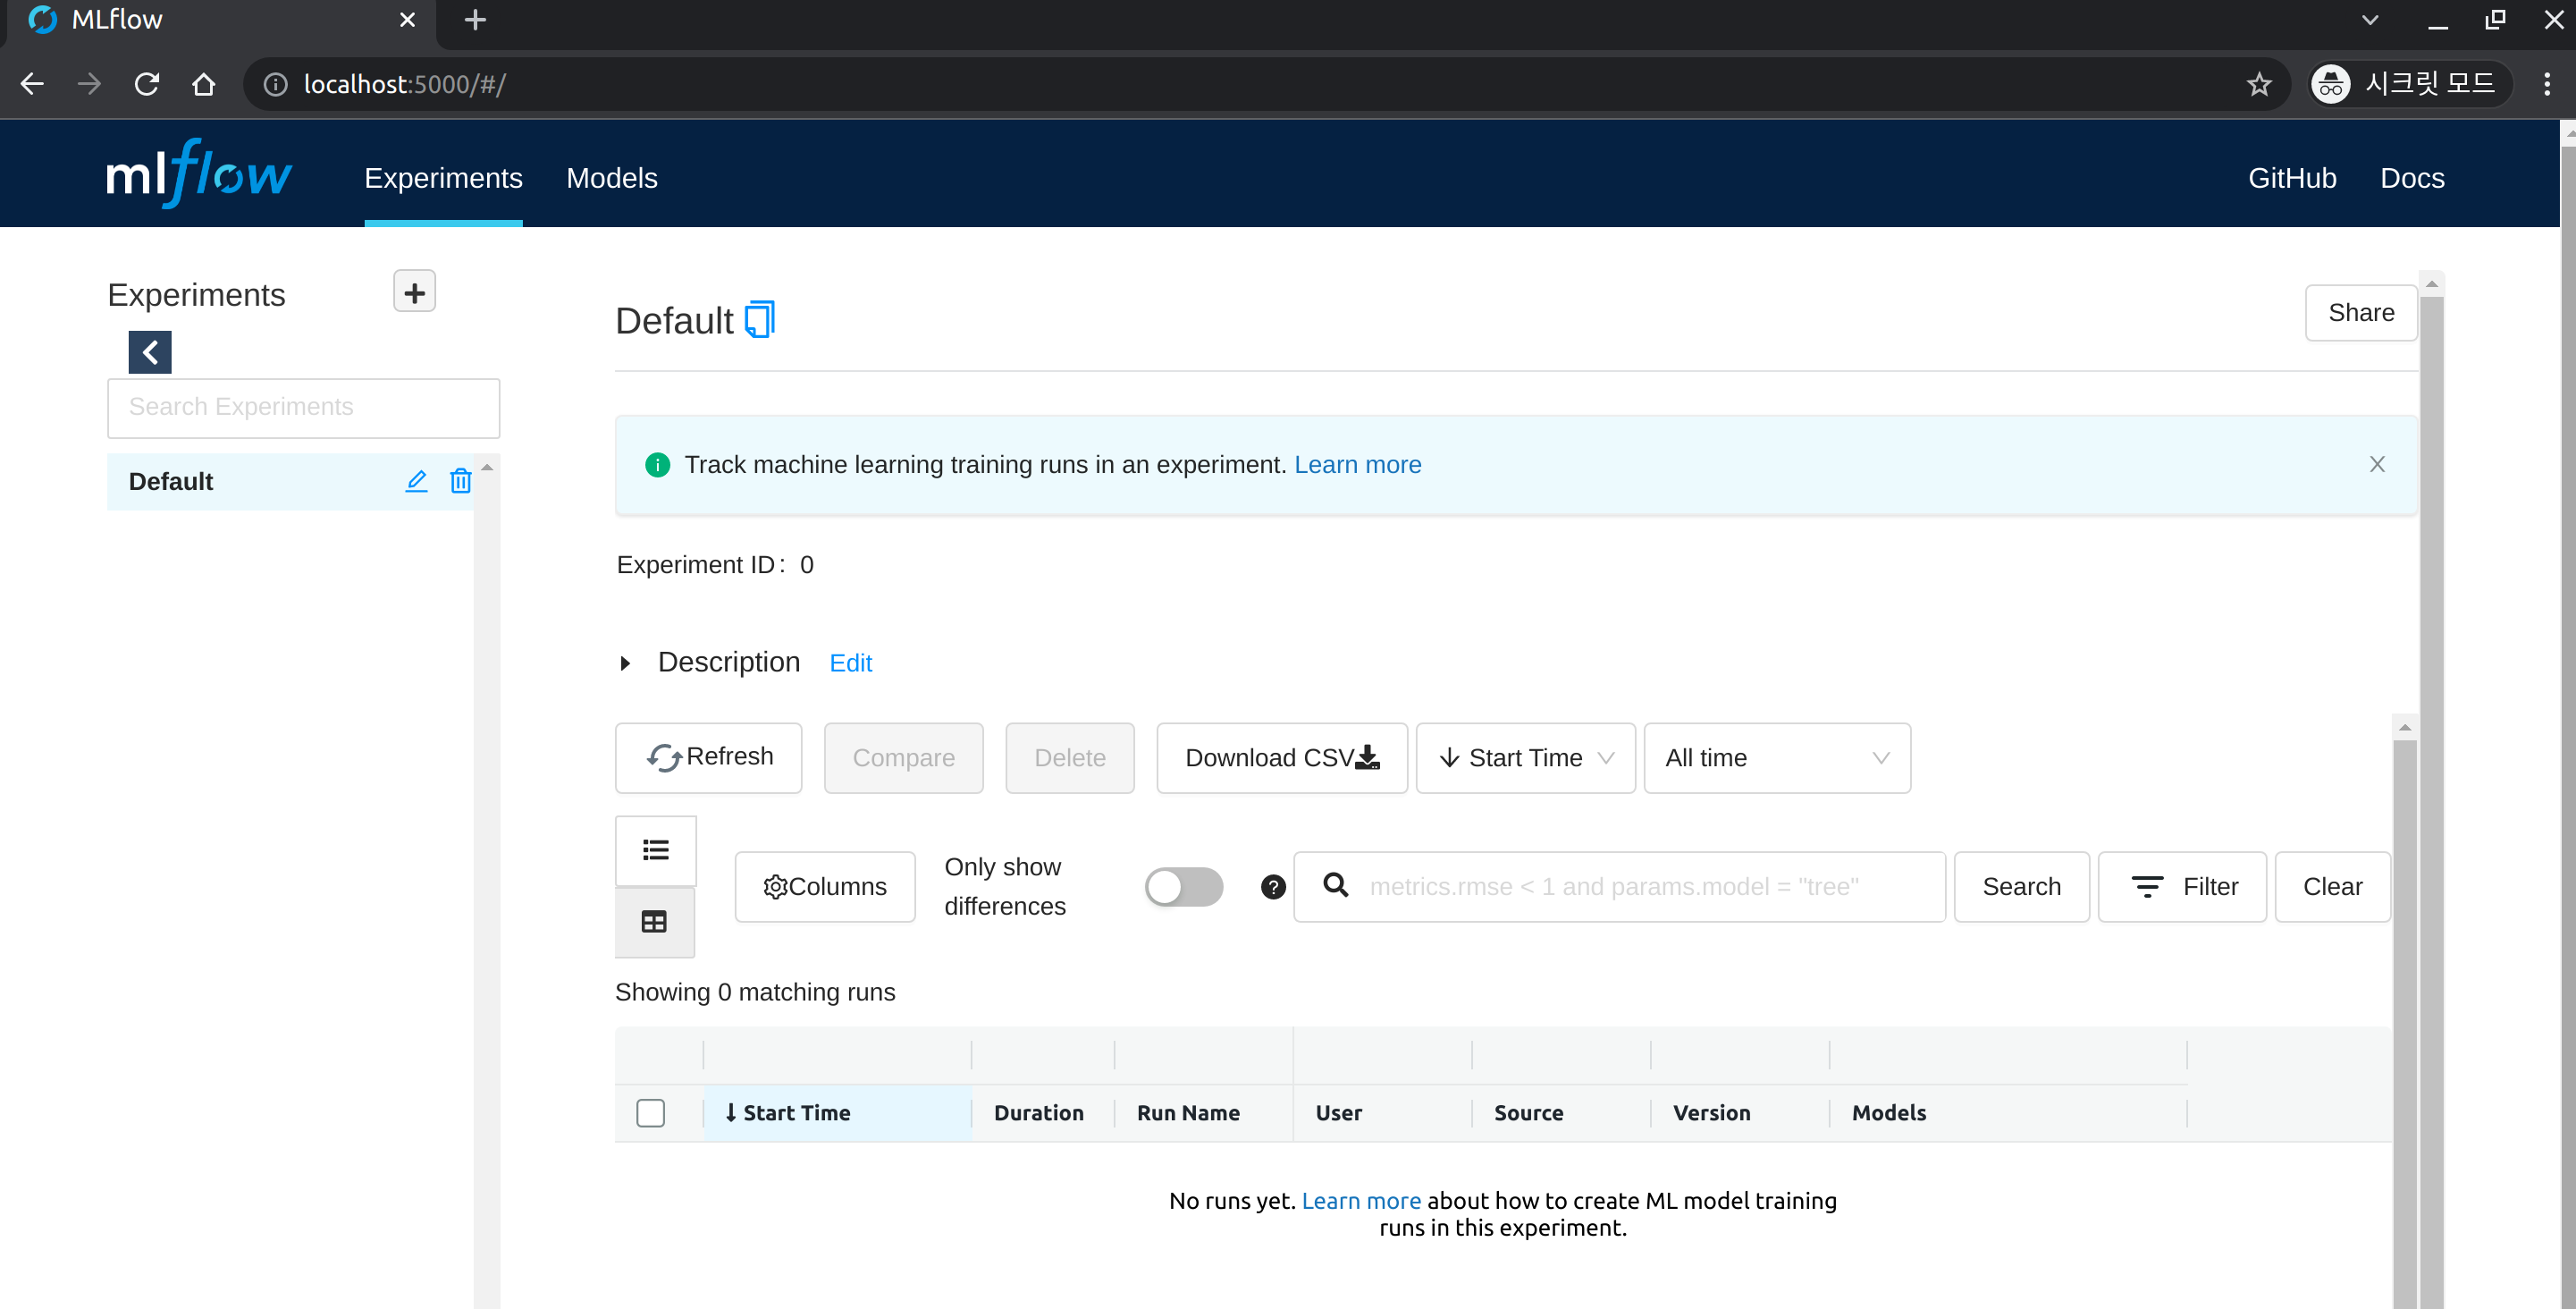 MLflow
localhost:5000/#/
시크릿 모드
mlflow
Experiments
Models
GitHub
Docs
Experiments
Search Experiments
Default
Default
Share
Track machine learning training runs in an experiment. Learn more
Experiment ID: 0
Description Edit
Refresh
Compare
Delete
Download CSV
Start Time
All time
Columns
Only show
differences
metrics.rmse < 1 and params.model = "tree"
Search
Filter
Clear
Showing 0 matching runs
Start Time
Duration
Run Name
User
Source
Version
Models
No runs yet. Learn more about how to create ML model training
runs in this experiment.